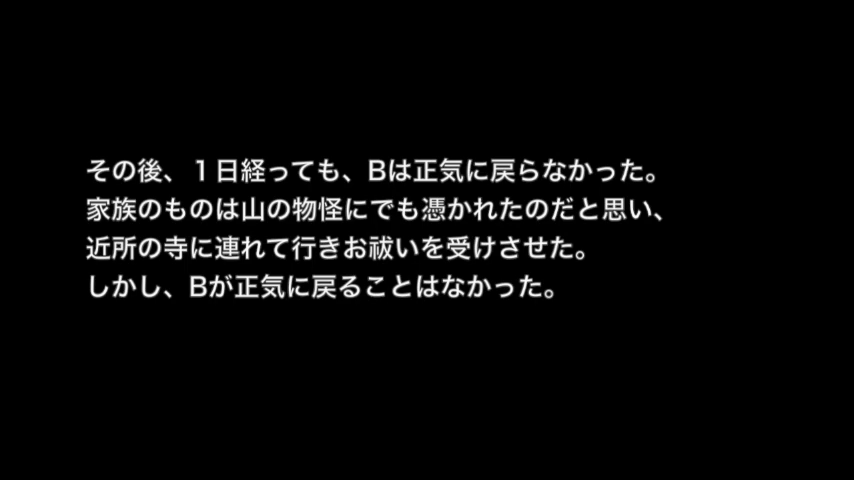 その後、１日経っても、Bは正気に戻らなかった。
家族のものは山の物怪にでも憑かれたのだと思い、
近所の寺に連れて行きお祓いを受けさせた。
しかし、Bが正気に戻ることはなかった。